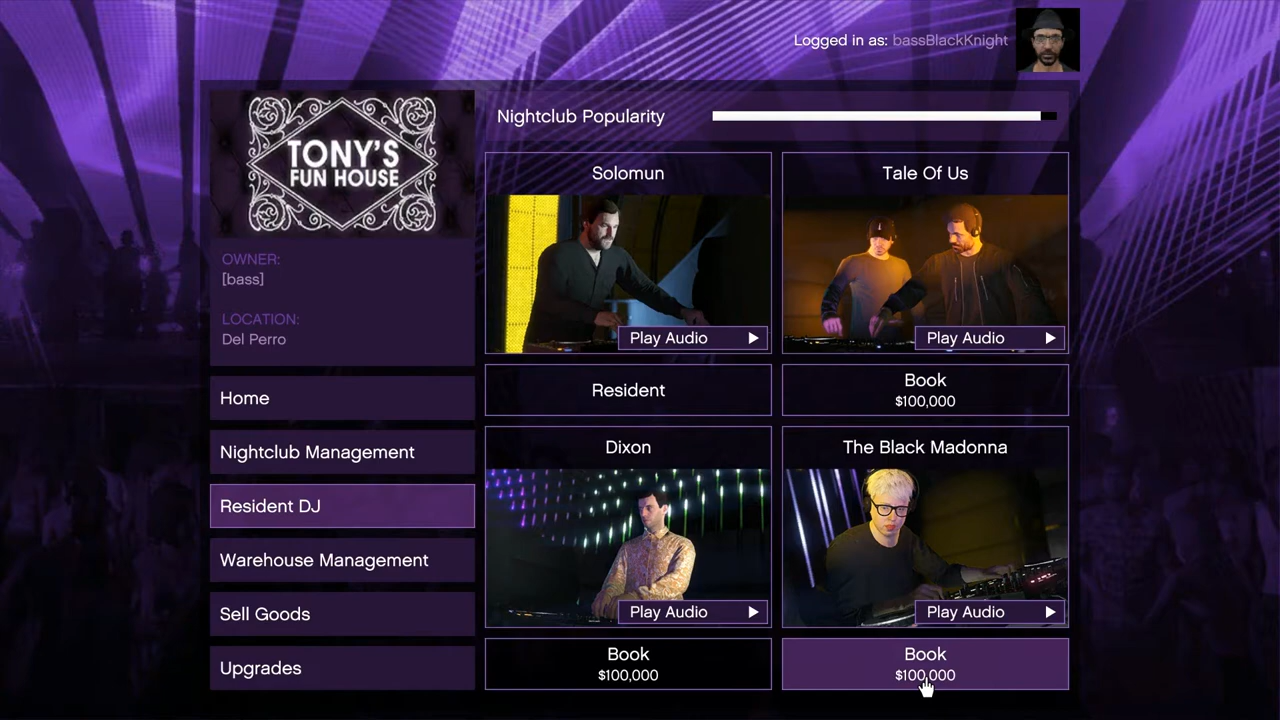 Logged in as: bassBlackKnight
TONY'S
FUN HOUSE
OWNER:
[bass]
LOCATION:
Del Perro
Home
Nightclub Management
Resident DJ
Warehouse Management
Sell Goods
Upgrades
Nightclub Popularity
Solomun
Play Audio
Resident
Tale Of Us
Play Audio
Book
$100,000
Dixon
Play Audio
Book
$100,000
The Black Madonna
Play Audio
Book
$100,000